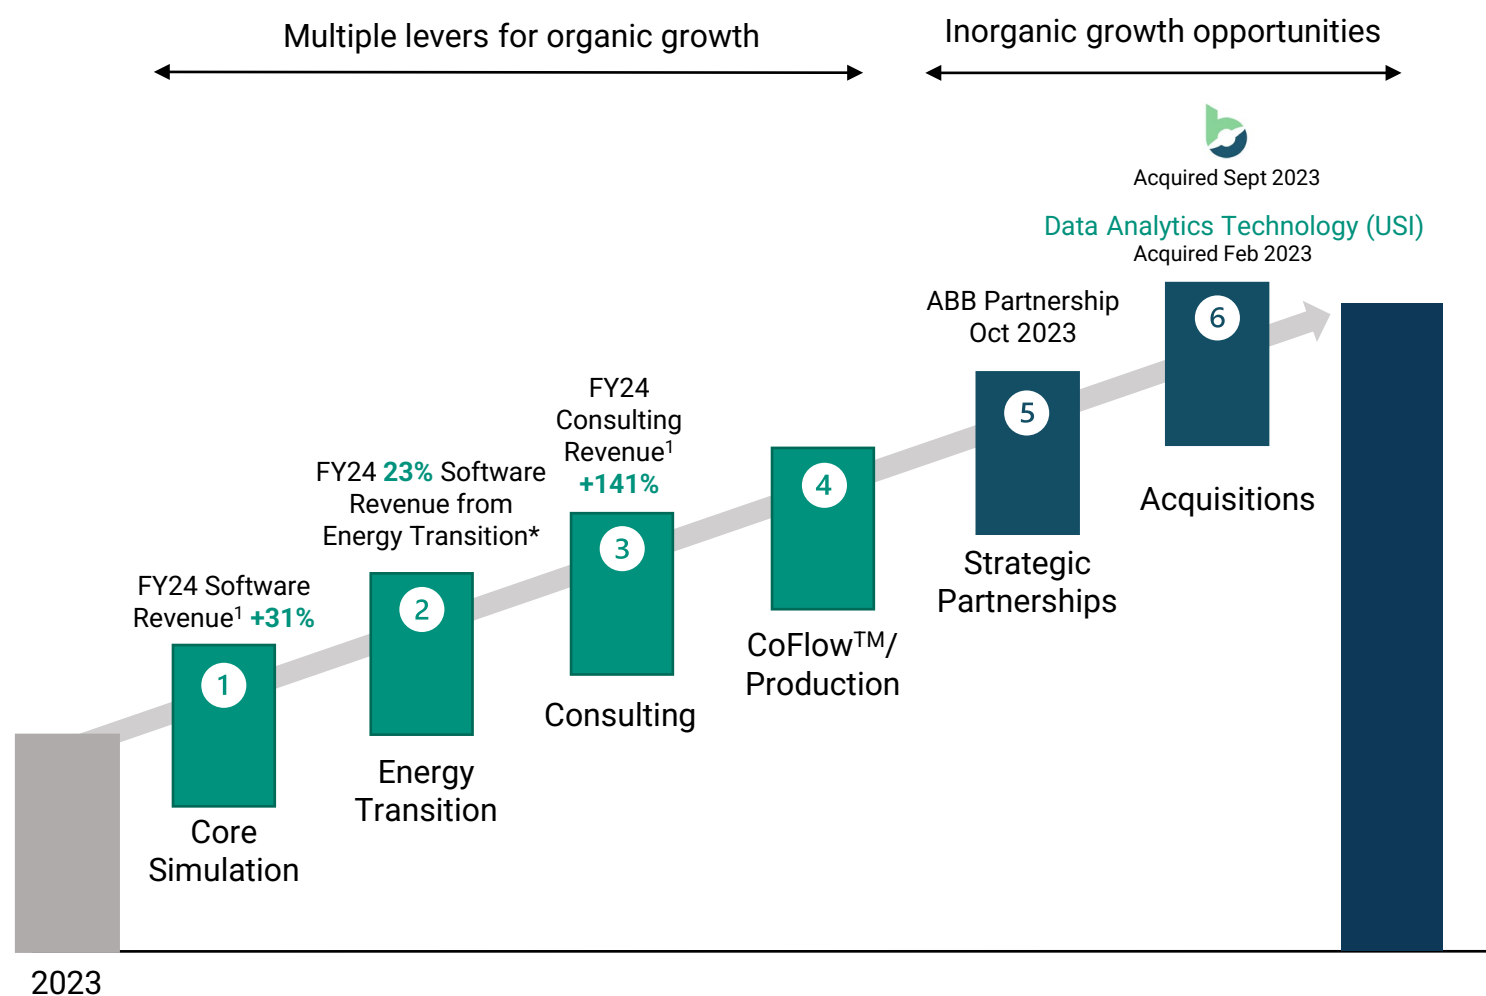 Multiple levers for organic growth
Inorganic growth opportunities
Acquired Sept 2023
Data Analytics Technology (USI)
Acquired Feb 2023
6
Acquisitions
ABB Partnership
Oct 2023
5
Strategic
Partnerships
4
CoFlow™/
Production
FY24
Consulting
Revenue¹
+141%
3
Consulting
FY24 23% Software
Revenue from
Energy Transition*
2
Energy
Transition
FY24 Software
Revenue¹ +31%
1
Core
Simulation
2023